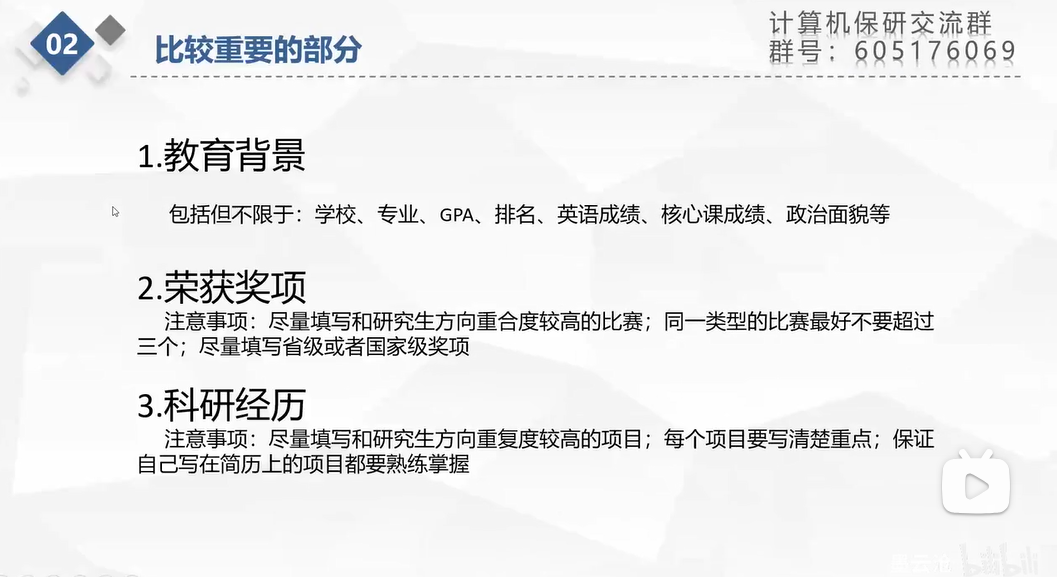 02
比较重要的部分
计算机保研交流群
群号：605176069
1.教育背景
包括但不限于：学校、专业、GPA、排名、英语成绩、核心课成绩、政治面貌等
2.荣获奖项
注意事项：尽量填写和研究生方向重合度较高的比赛；同一类型的比赛最好不要超过
三个；尽量填写省级或者国家级奖项
3.科研经历
注意事项：尽量填写和研究生方向重复度较高的项目；每个项目要写清楚重点；保证
自己写在简历上的项目都要熟练掌握
bilibili